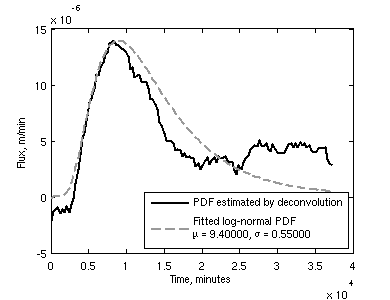 15 x 10 -6
10
5
0
-5
Flux, m/min
PDF estimated by deconvolution
Fitted log-normal PDF
μ = 9.40000, σ = 0.55000
0 0.5 1 1.5 2 2.5 3 3.5 4
Time, minutes
x 10 4